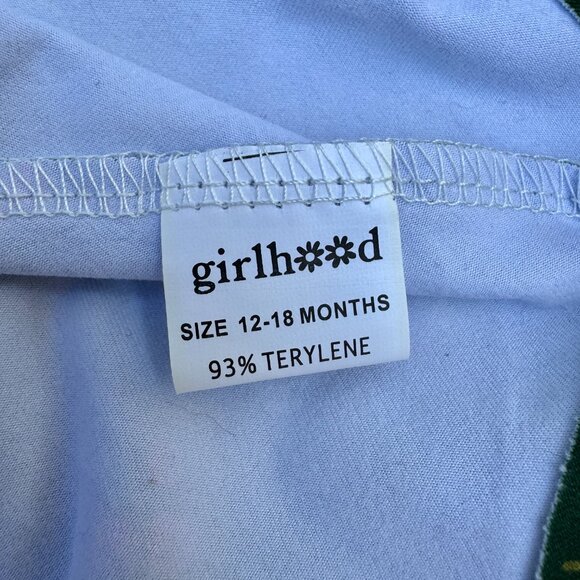 girlhood
SIZE 12-18 MONTHS
93% TERYLENE